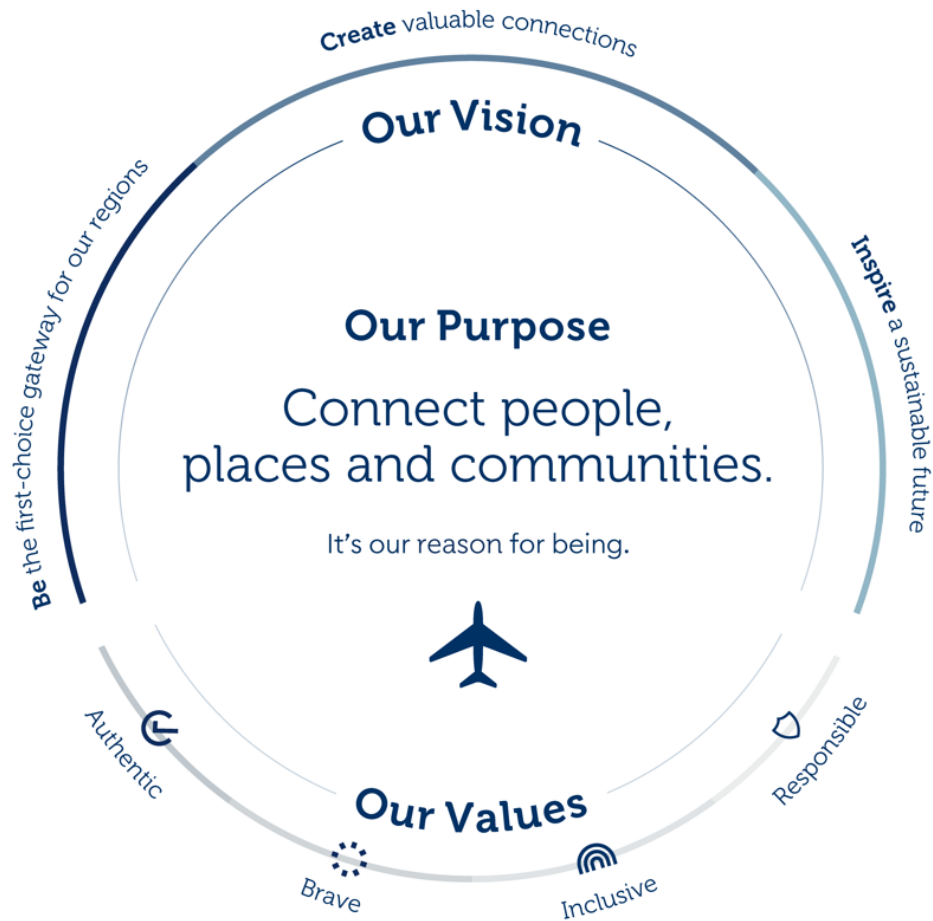 Create valuable connections
Our Vision
Be the first-choice gateway for our regions
Inspire a sustainable future
Our Purpose
Connect people,
places and communities.
It's our reason for being.
Authentic
Responsible
Our Values
Brave
Inclusive